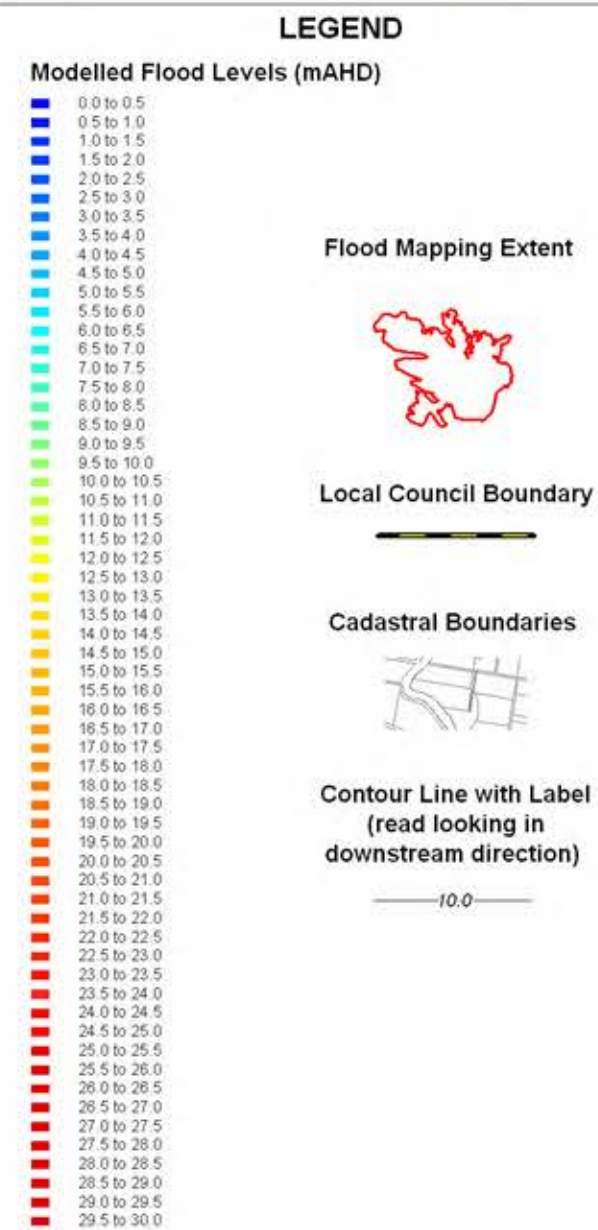 LEGEND
Modelled Flood Levels (mAHD)
0.0 to 0.5
0.5 to 1.0
1.0 to 1.5
1.5 to 2.0
2.0 to 2.5
2.5 to 3.0
3.0 to 3.5
3.5 to 4.0
4.0 to 4.5
4.5 to 5.0
5.0 to 5.5
5.5 to 6.0
6.0 to 6.5
6.5 to 7.0
7.0 to 7.5
7.5 to 8.0
8.0 to 8.5
8.5 to 9.0
9.0 to 9.5
9.5 to 10.0
10.0 to 10.5
10.5 to 11.0
11.0 to 11.5
11.5 to 12.0
12.0 to 12.5
12.5 to 13.0
13.0 to 13.5
13.5 to 14.0
14.0 to 14.5
14.5 to 15.0
15.0 to 15.5
15.5 to 16.0
16.0 to 16.5
16.5 to 17.0
17.0 to 17.5
17.5 to 18.0
18.0 to 18.5
18.5 to 19.0
19.0 to 19.5
19.5 to 20.0
20.0 to 20.5
20.5 to 21.0
21.0 to 21.5
21.5 to 22.0
22.0 to 22.5
22.5 to 23.0
23.0 to 23.5
23.5 to 24.0
24.0 to 24.5
24.5 to 25.0
25.0 to 25.5
25.5 to 26.0
26.0 to 26.5
26.5 to 27.0
27.0 to 27.5
27.5 to 28.0
28.0 to 28.5
28.5 to 29.0
29.0 to 29.5
29.5 to 30.0
Flood Mapping Extent
Local Council Boundary
Cadastral Boundaries
Contour Line with Label
(read looking in
downstream direction)
10.0